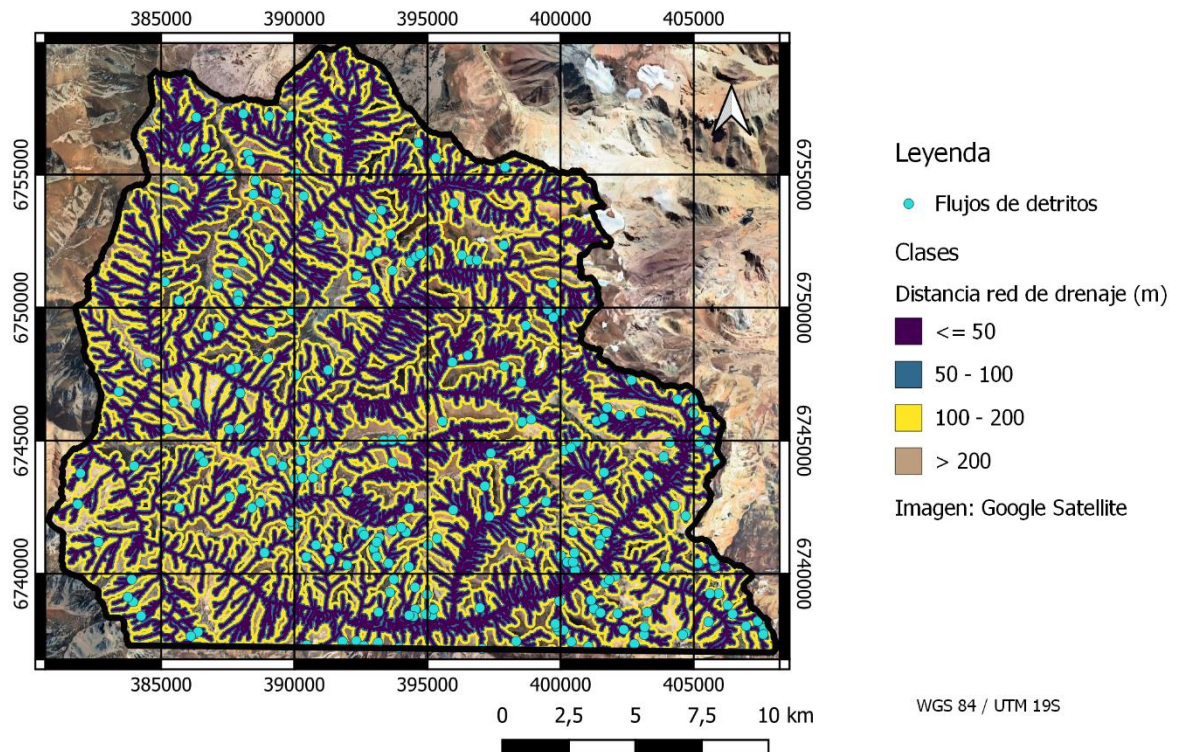 385000 390000 395000 400000 405000
6755000 6755000
6750000 6750000
6745000 6745000
6740000 6740000
385000 390000 395000 400000 405000
0 2,5 5 7,5 10 km
Leyenda
Flujos de detritos
Clases
Distancia red de drenaje (m)
<= 50
50 - 100
100 - 200
> 200
Imagen: Google Satellite
WGS 84 / UTM 19S